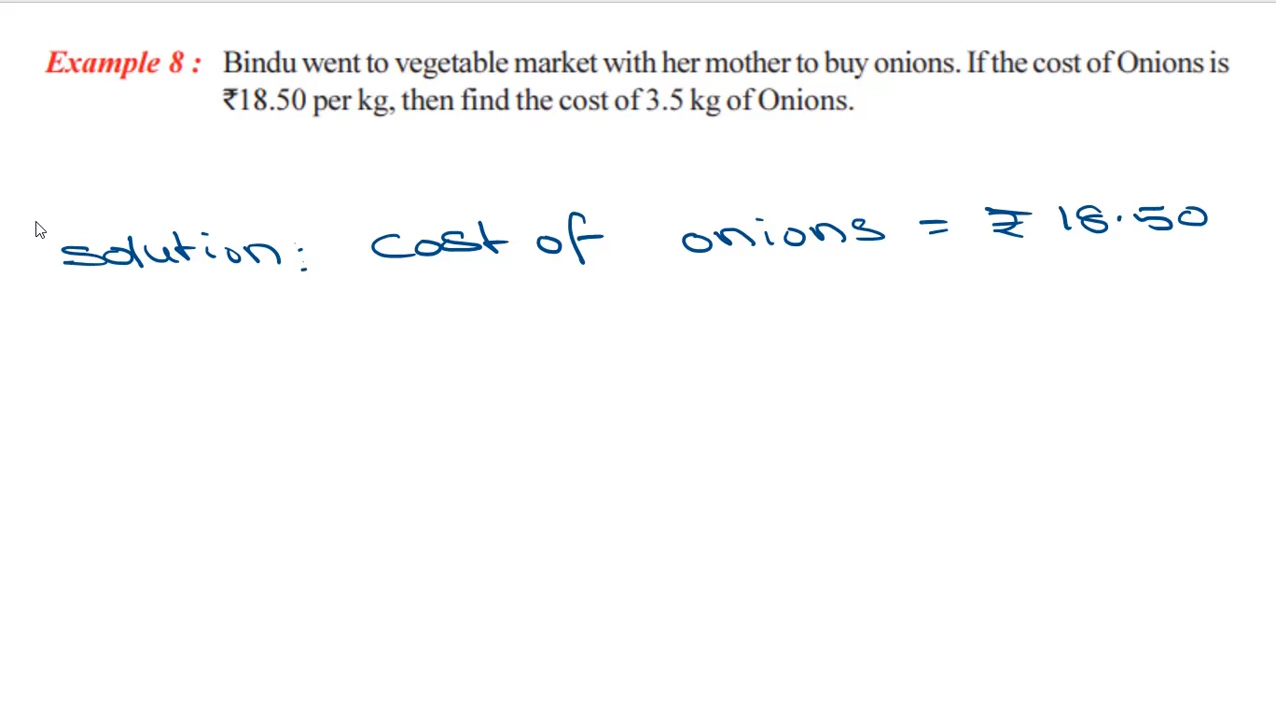 Example 8 : Bindu went to vegetable market with her mother to buy onions. If the cost of Onions is
₹18.50 per kg, then find the cost of 3.5 kg of Onions.
solution: cost of onions = ₹ 18.50